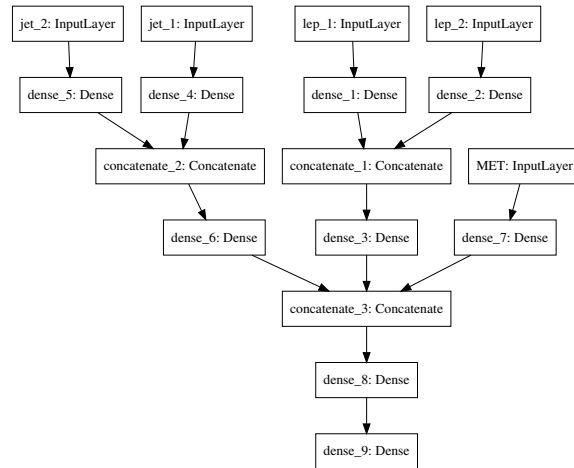 jet_2: InputLayer
jet_1: InputLayer
lep_1: InputLayer
lep_2: InputLayer
dense_5: Dense
dense_4: Dense
dense_1: Dense
dense_2: Dense
concatenate_2: Concatenate
concatenate_1: Concatenate
MET: InputLayer
dense_6: Dense
dense_3: Dense
dense_7: Dense
concatenate_3: Concatenate
dense_8: Dense
dense_9: Dense